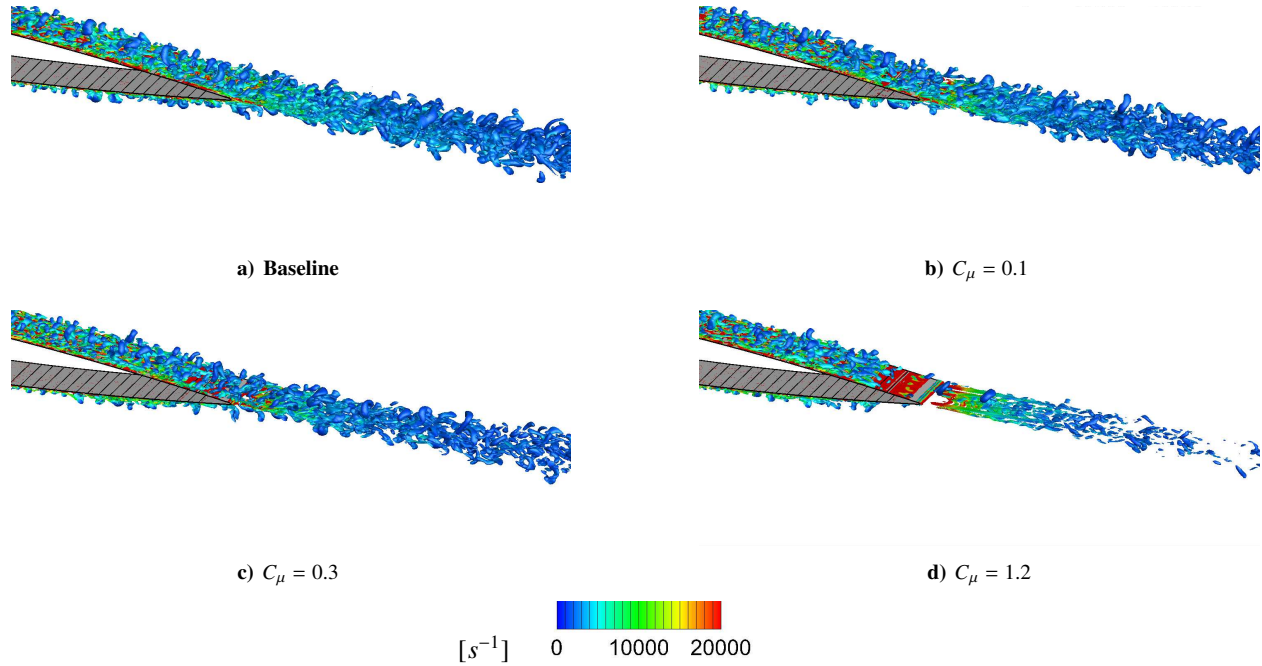 a) Baseline
b) Cμ = 0.1
c) Cμ = 0.3
d) Cμ = 1.2
[s⁻¹] 0 10000 20000